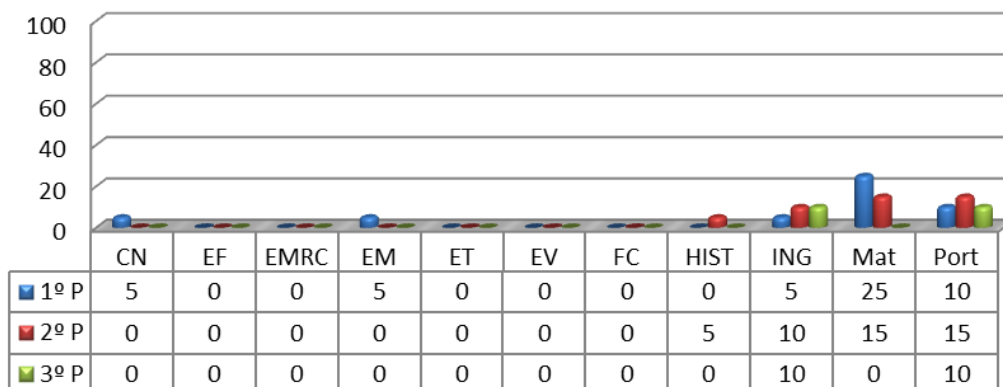 100
80
60
40
20
0
CN EF EMRC EM ET EV FC HIST ING Mat Port
1º P 5 0 0 5 0 0 0 0 5 25 10
2º P 0 0 0 0 0 0 0 5 10 15 15
3º P 0 0 0 0 0 0 0 0 10 0 10